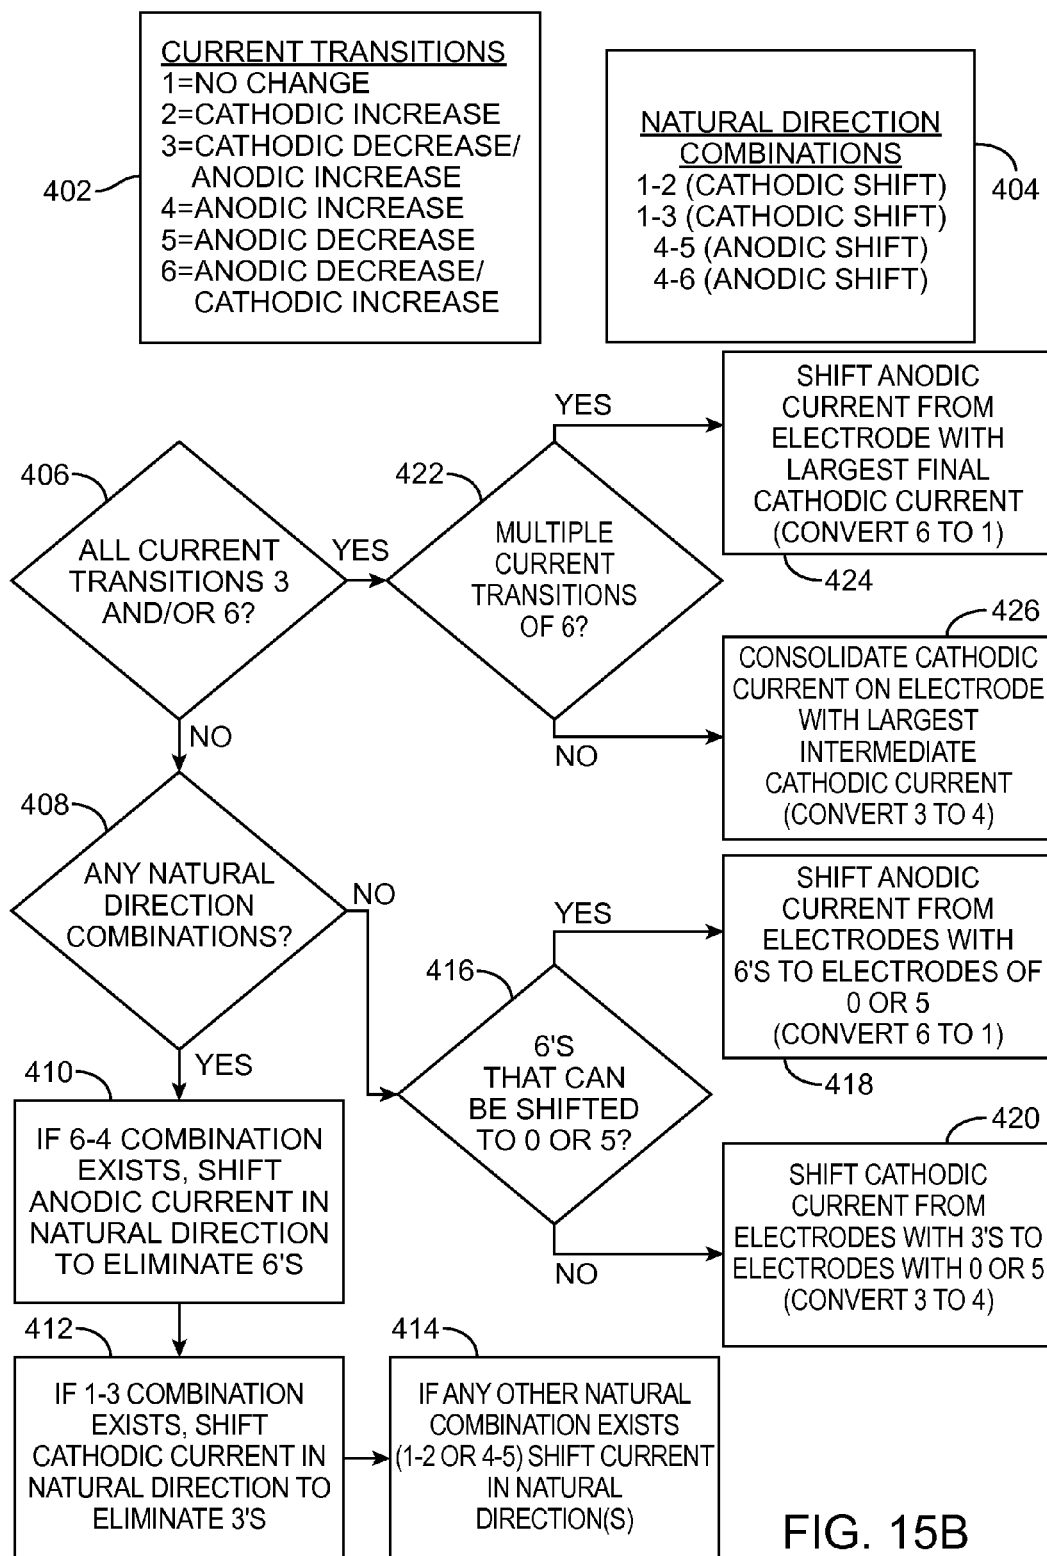 CURRENT TRANSITIONS
1=NO CHANGE
2=CATHODIC INCREASE
3=CATHODIC DECREASE/
ANODIC INCREASE
4=ANODIC INCREASE
5=ANODIC DECREASE
6=ANODIC DECREASE/
CATHODIC INCREASE
402
NATURAL DIRECTION
COMBINATIONS
1-2 (CATHODIC SHIFT)
1-3 (CATHODIC SHIFT)
4-5 (ANODIC SHIFT)
4-6 (ANODIC SHIFT)
404
406
ALL CURRENT
TRANSITIONS 3
AND/OR 6?
YES
NO
422
MULTIPLE
CURRENT
TRANSITIONS
OF 6?
YES
NO
SHIFT ANODIC
CURRENT FROM
ELECTRODE WITH
LARGEST FINAL
CATHODIC CURRENT
(CONVERT 6 TO 1)
424
426
CONSOLIDATE CATHODIC
CURRENT ON ELECTRODE
WITH LARGEST
INTERMEDIATE
CATHODIC CURRENT
(CONVERT 3 TO 4)
408
ANY NATURAL
DIRECTION
COMBINATIONS?
NO
YES
416
6'S
THAT CAN
BE SHIFTED
TO 0 OR 5?
YES
NO
SHIFT ANODIC
CURRENT FROM
ELECTRODES WITH
6'S TO ELECTRODES OF
0 OR 5
(CONVERT 6 TO 1)
418
420
SHIFT CATHODIC
CURRENT FROM
ELECTRODES WITH 3'S TO
ELECTRODES WITH 0 OR 5
(CONVERT 3 TO 4)
410
IF 6-4 COMBINATION
EXISTS, SHIFT
ANODIC CURRENT IN
NATURAL DIRECTION
TO ELIMINATE 6'S
412
IF 1-3 COMBINATION
EXISTS, SHIFT
CATHODIC CURRENT IN
NATURAL DIRECTION TO
ELIMINATE 3'S
414
IF ANY OTHER NATURAL
COMBINATION EXISTS
(1-2 OR 4-5) SHIFT CURRENT
IN NATURAL
DIRECTION(S)
FIG. 15B